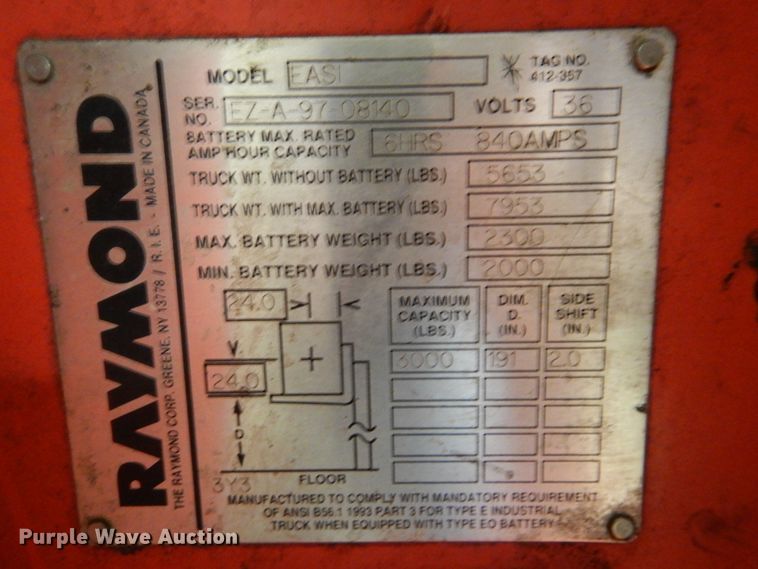 RAYMOND
THE RAYMOND CORP. GREENE, NY 13778 / R.I.E. - MADE IN CANADA
MODEL EASI
TAG NO.
412-357
SER. NO. EZ-A-97-08140 VOLTS 36
BATTERY MAX. RATED
AMP HOUR CAPACITY 6HRS 840AMPS
TRUCK WT. WITHOUT BATTERY (LBS.) 5653
TRUCK WT. WITH MAX. BATTERY (LBS.) 7953
MAX. BATTERY WEIGHT (LBS.) 2300
MIN. BATTERY WEIGHT (LBS.) 2000
24.0
24.0
D
3Y3
FLOOR
MAXIMUM CAPACITY (LBS.) DIM. D. (IN.) SIDE SHIFT (IN.)
3000 191 2.0
MANUFACTURED TO COMPLY WITH MANDATORY REQUIREMENT
OF ANSI B56.1 1993 PART 3 FOR TYPE E INDUSTRIAL
TRUCK WHEN EQUIPPED WITH TYPE EO BATTERY
Purple Wave Auction